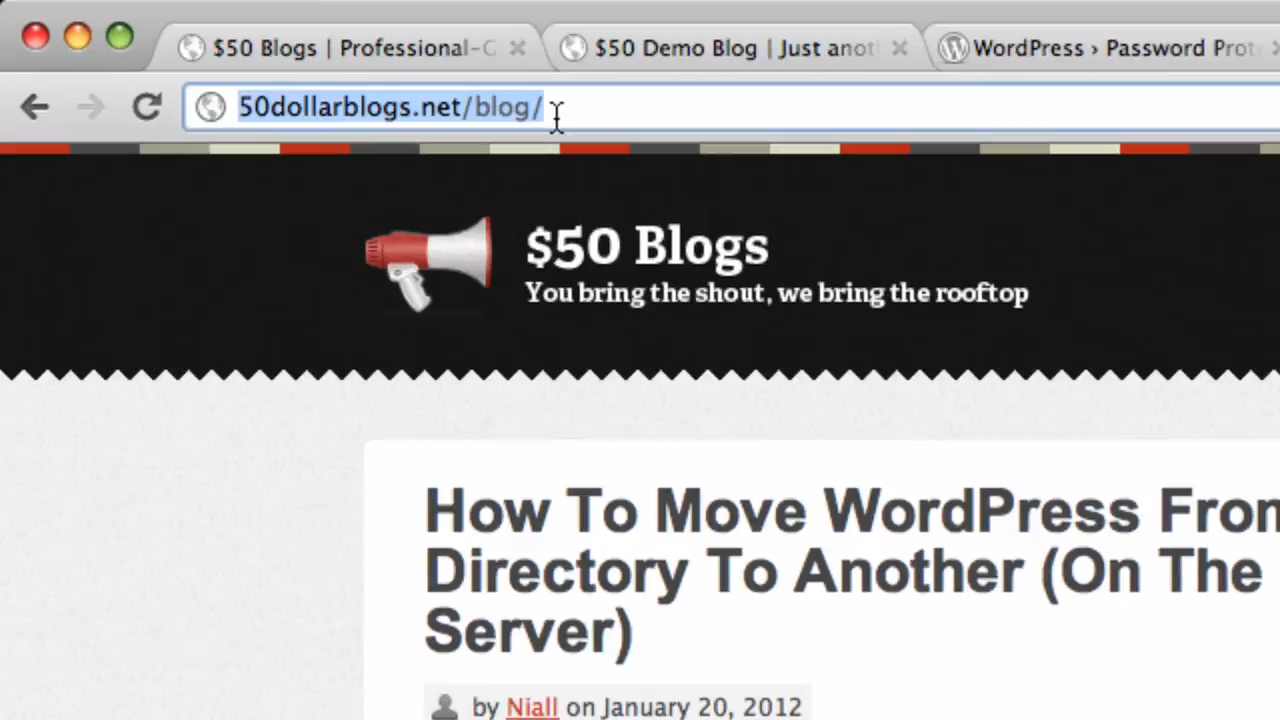 $50 Blogs | Professional-
$50 Demo Blog | Just anot
WordPress › Password Prot
50dollarblogs.net/blog/
$50 Blogs
You bring the shout, we bring the rooftop
How To Move WordPress From
Directory To Another (On The
Server)
by Niall on January 20, 2012